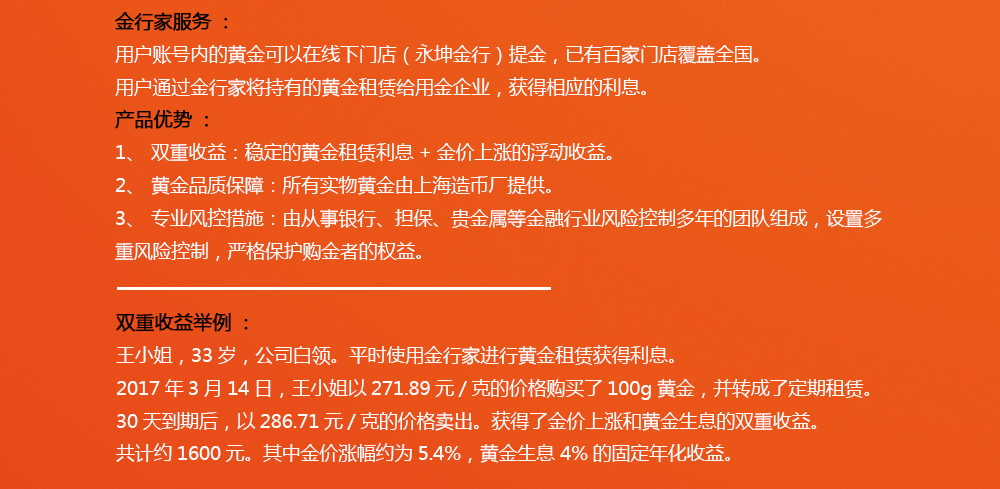 金行家服务 ：
用户账号内的黄金可以在线下门店（永坤金行）提金，已有百家门店覆盖全国。
用户通过金行家将持有的黄金租赁给用金企业，获得相应的利息。
产品优势 ：
1、 双重收益：稳定的黄金租赁利息 + 金价上涨的浮动收益。
2、 黄金品质保障：所有实物黄金由上海造币厂提供。
3、 专业风控措施：由从事银行、担保、贵金属等金融行业风险控制多年的团队组成，设置多
重风险控制，严格保护购金者的权益。
双重收益举例 ：
王小姐，33 岁，公司白领。平时使用金行家进行黄金租赁获得利息。
2017 年 3 月 14 日，王小姐以 271.89 元 / 克的价格购买了 100g 黄金，并转成了定期租赁。
30 天到期后，以 286.71 元 / 克的价格卖出。获得了金价上涨和黄金生息的双重收益。
共计约 1600 元。其中金价涨幅约为 5.4%，黄金生息 4% 的固定年化收益。